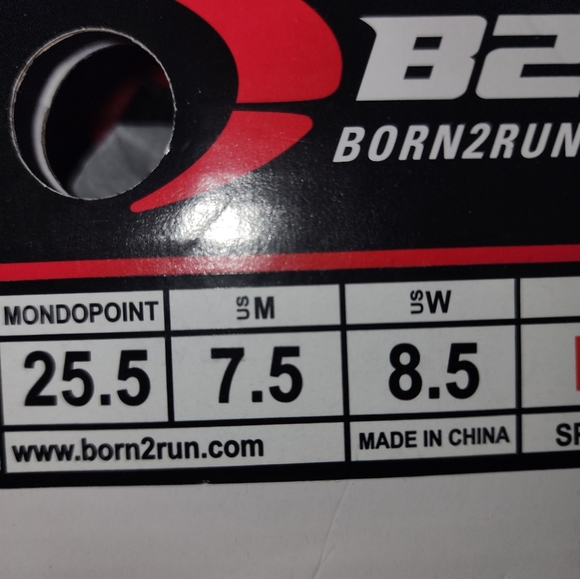 B2
BORN2RUN
MONDOPOINT US M US W
25.5 7.5 8.5
www.born2run.com MADE IN CHINA